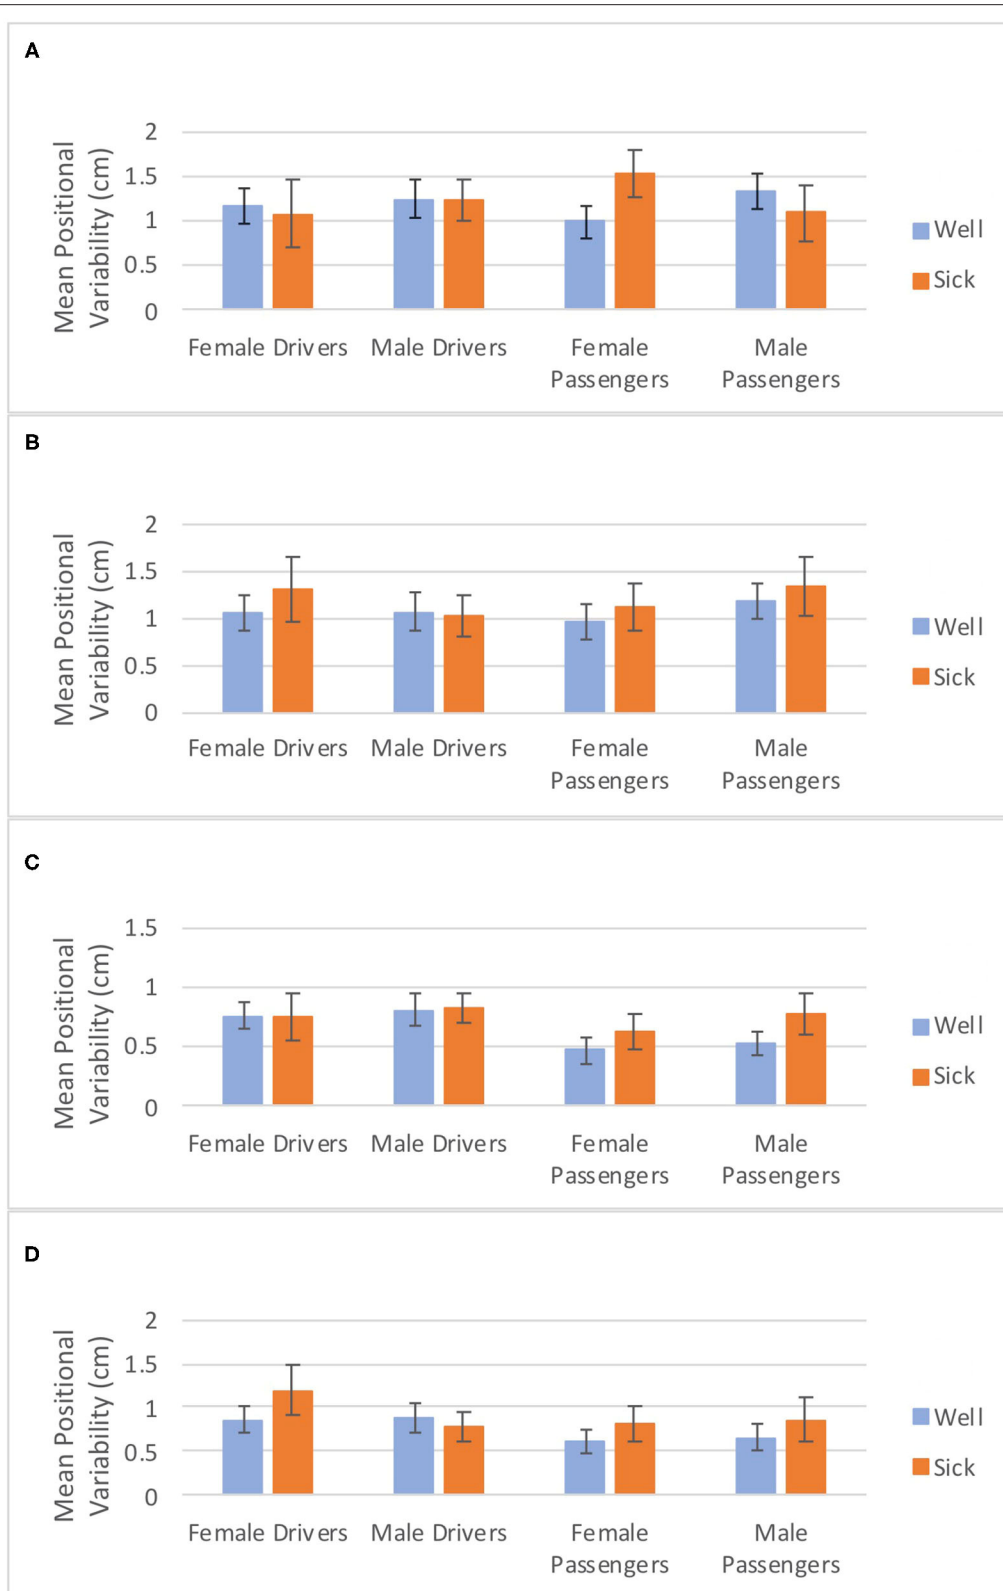 A
Mean Positional
Variability (cm)
2
1.5
1
0.5
0
Female Drivers
Male Drivers
Female
Passengers
Male
Passengers
Well
Sick
B
Mean Positional
Variability (cm)
2
1.5
1
0.5
0
Female Drivers
Male Drivers
Female
Passengers
Male
Passengers
Well
Sick
C
Mean Positional
Variability (cm)
1.5
1
0.5
0
Female Drivers
Male Drivers
Female
Passengers
Male
Passengers
Well
Sick
D
Mean Positional
Variability (cm)
2
1.5
1
0.5
0
Female Drivers
Male Drivers
Female
Passengers
Male
Passengers
Well
Sick